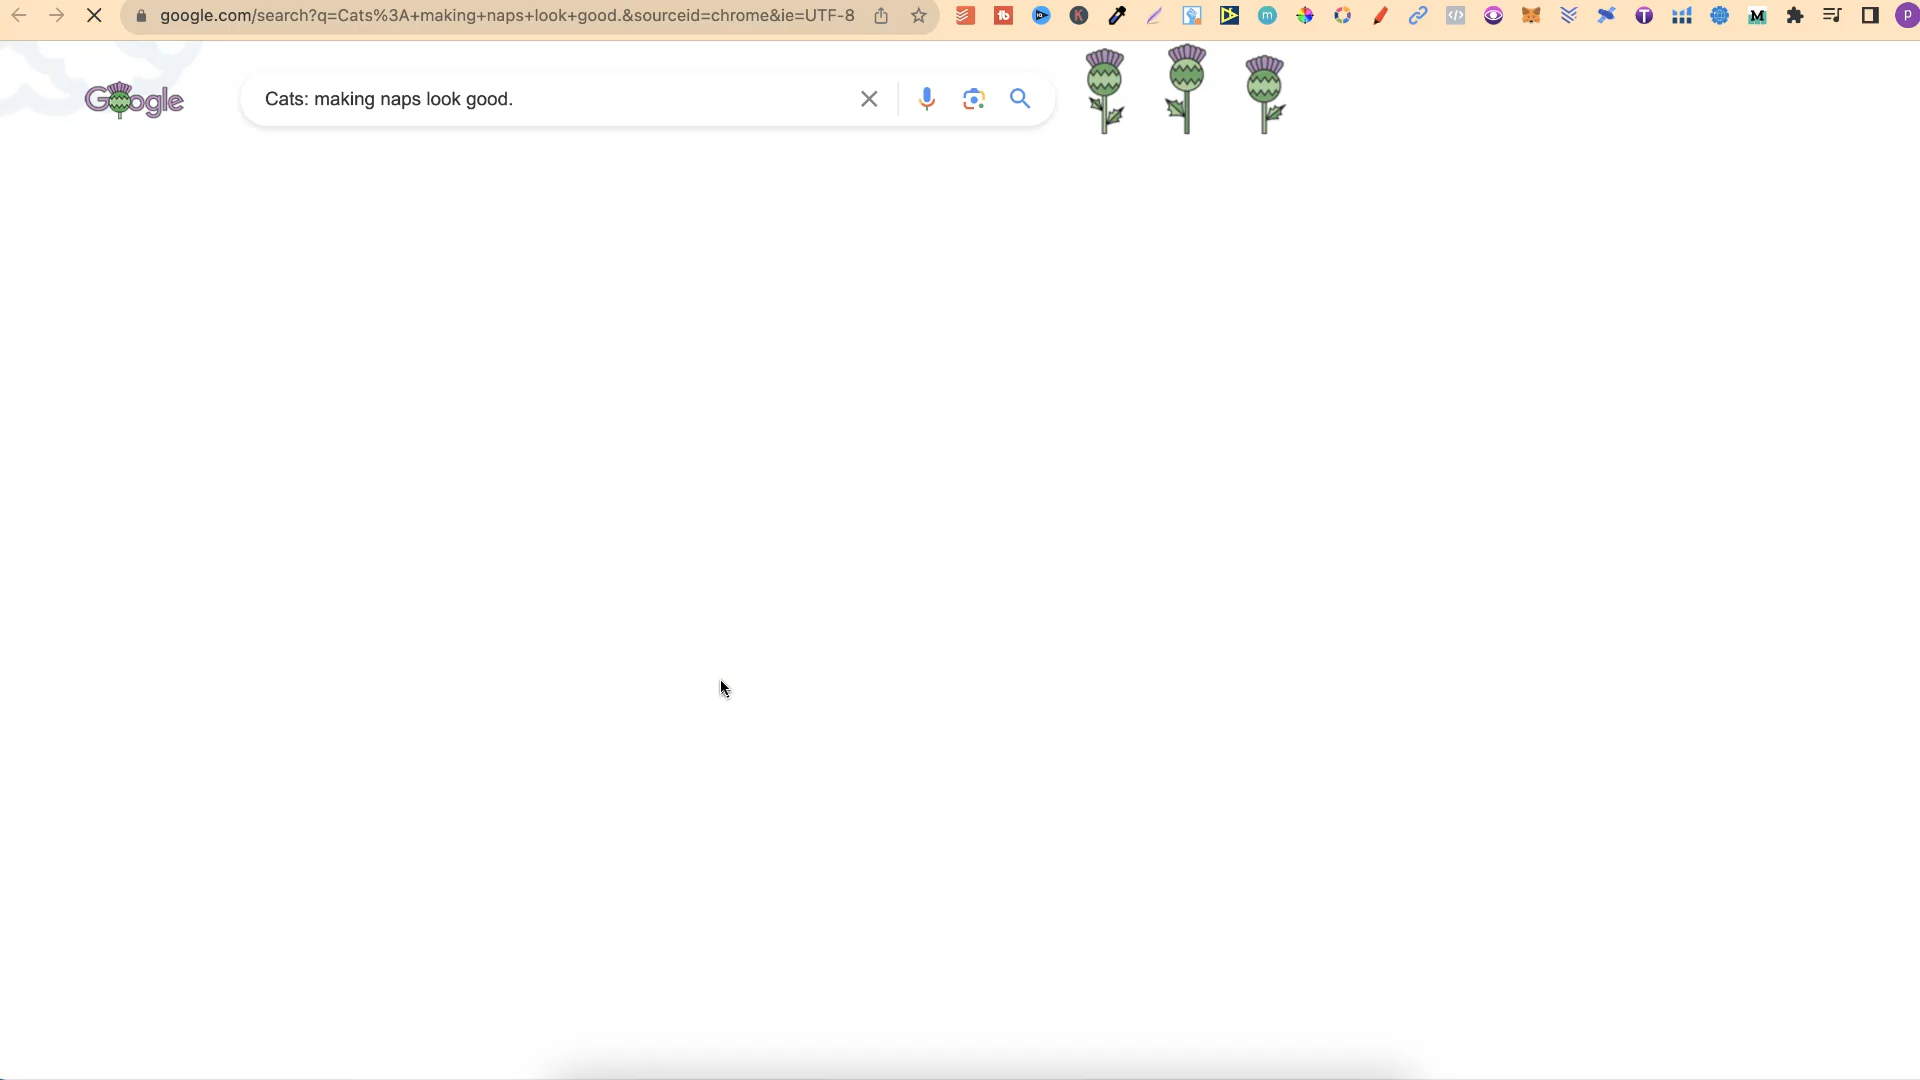 google.com/search?q=Cats%3A+making+naps+look+good.&sourceid=chrome&ie=UTF-8
Google
Cats: making naps look good.
tb
K
m
T
M
P